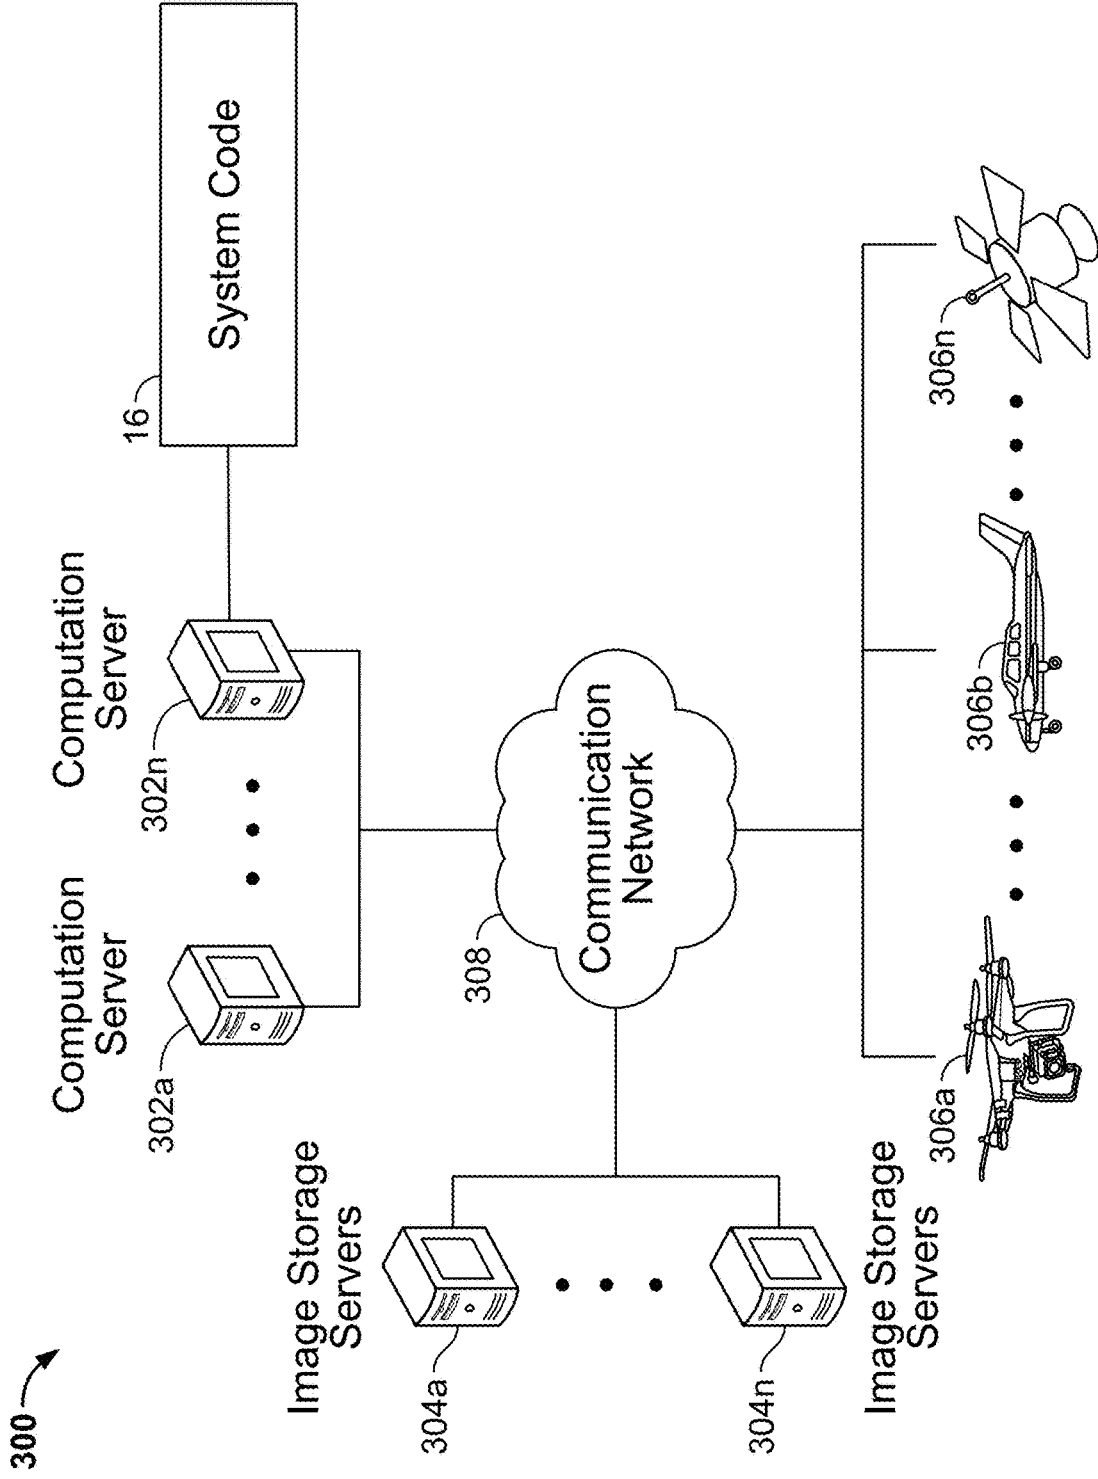 300
Computation
Server
302a
Computation
Server
302n
16
System Code
Image Storage
Servers
304a
308
Communication
Network
304n
Image Storage
Servers
306a
306b
306n